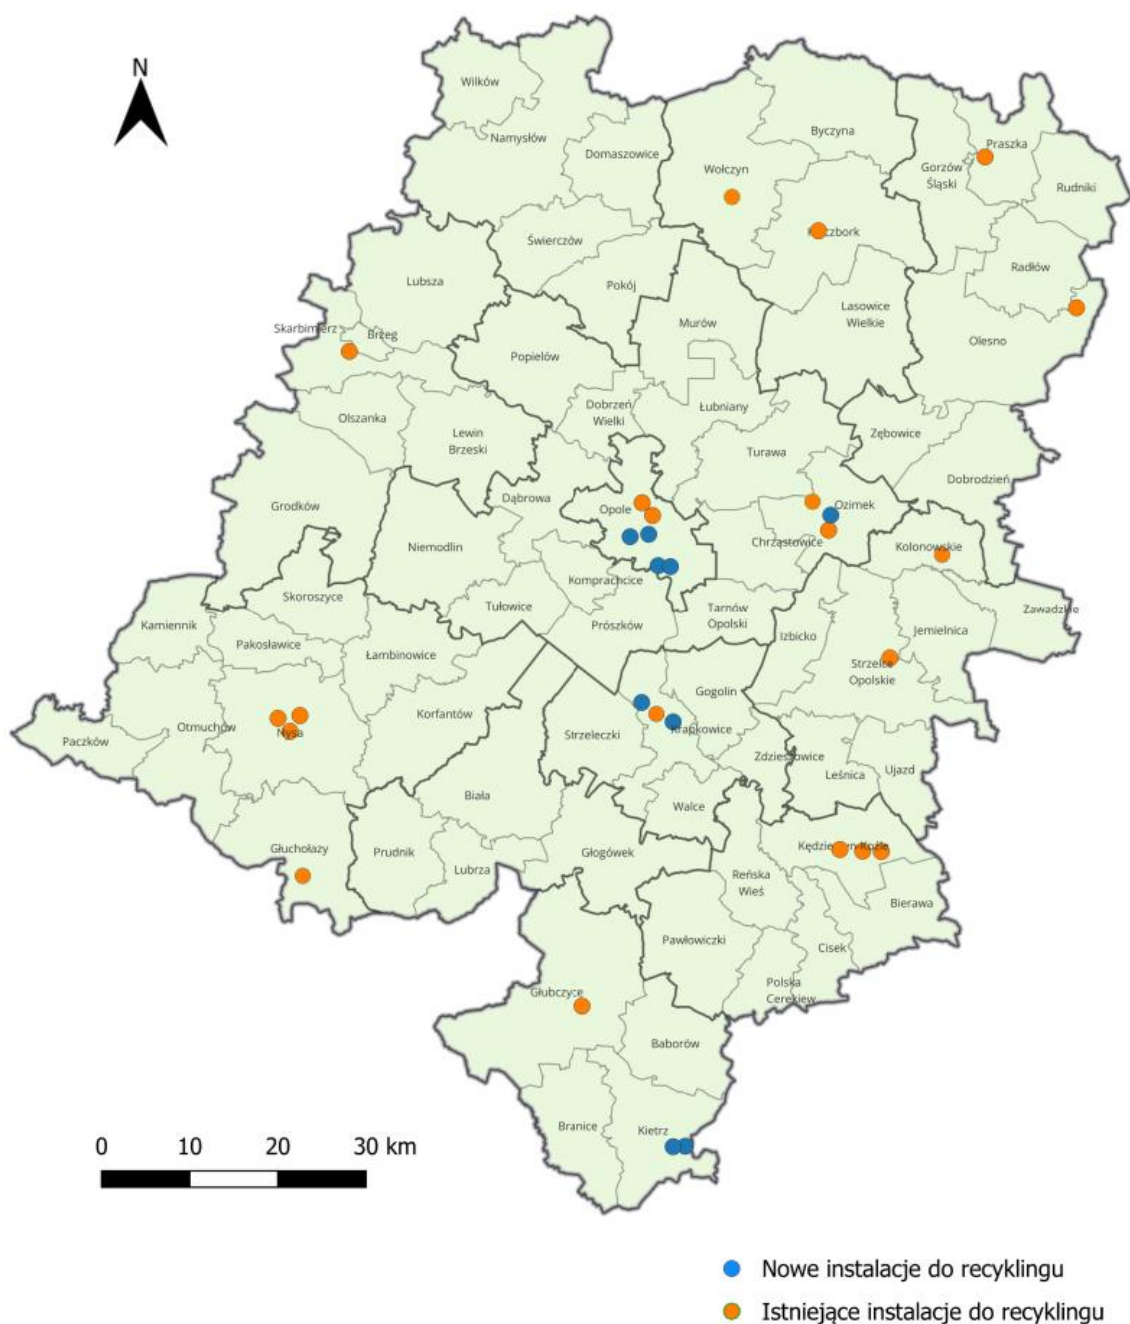 N
Wilków
Namysłów
Domaszowice
Byczyna
Wołczyn
Praszka
Gorzów
Śląski
Rudniki
Kluczbork
Świerczów
Lubsza
Pokój
Radłów
Lasowice
Wielkie
Murów
Skarbimierz
Brzeg
Popielów
Olesno
Olszanka
Dobrzeń
Wielki
Łubniany
Lewin
Brzeski
Zębowice
Turawa
Dobrodzień
Grodków
Dąbrowa
Opole
Ozimek
Niemodlin
Chrząstowice
Kolonowskie
Komprachcice
Skoroszyce
Tułowice
Tarnów
Opolski
Zawadzkie
Kamiennik
Pakosławice
Prószków
Izbicko
Jemielnica
Łambinowice
Strzelce
Opolskie
Gogolin
Korfantów
Otmuchów
Nysa
Strzeleczki
Krapkowice
Paczków
Zdzieszowice
Leśnica
Ujazd
Biała
Walce
Głuchołazy
Prudnik
Lubrza
Głogówek
Kędzierzyn Koźle
Reńska
Wieś
Bierawa
Pawłowiczki
Cisek
Polska
Cerekiew
Głubczyce
Baborów
Branice
Kietrz
0 10 20 30 km
Nowe instalacje do recyklingu
Istniejące instalacje do recyklingu